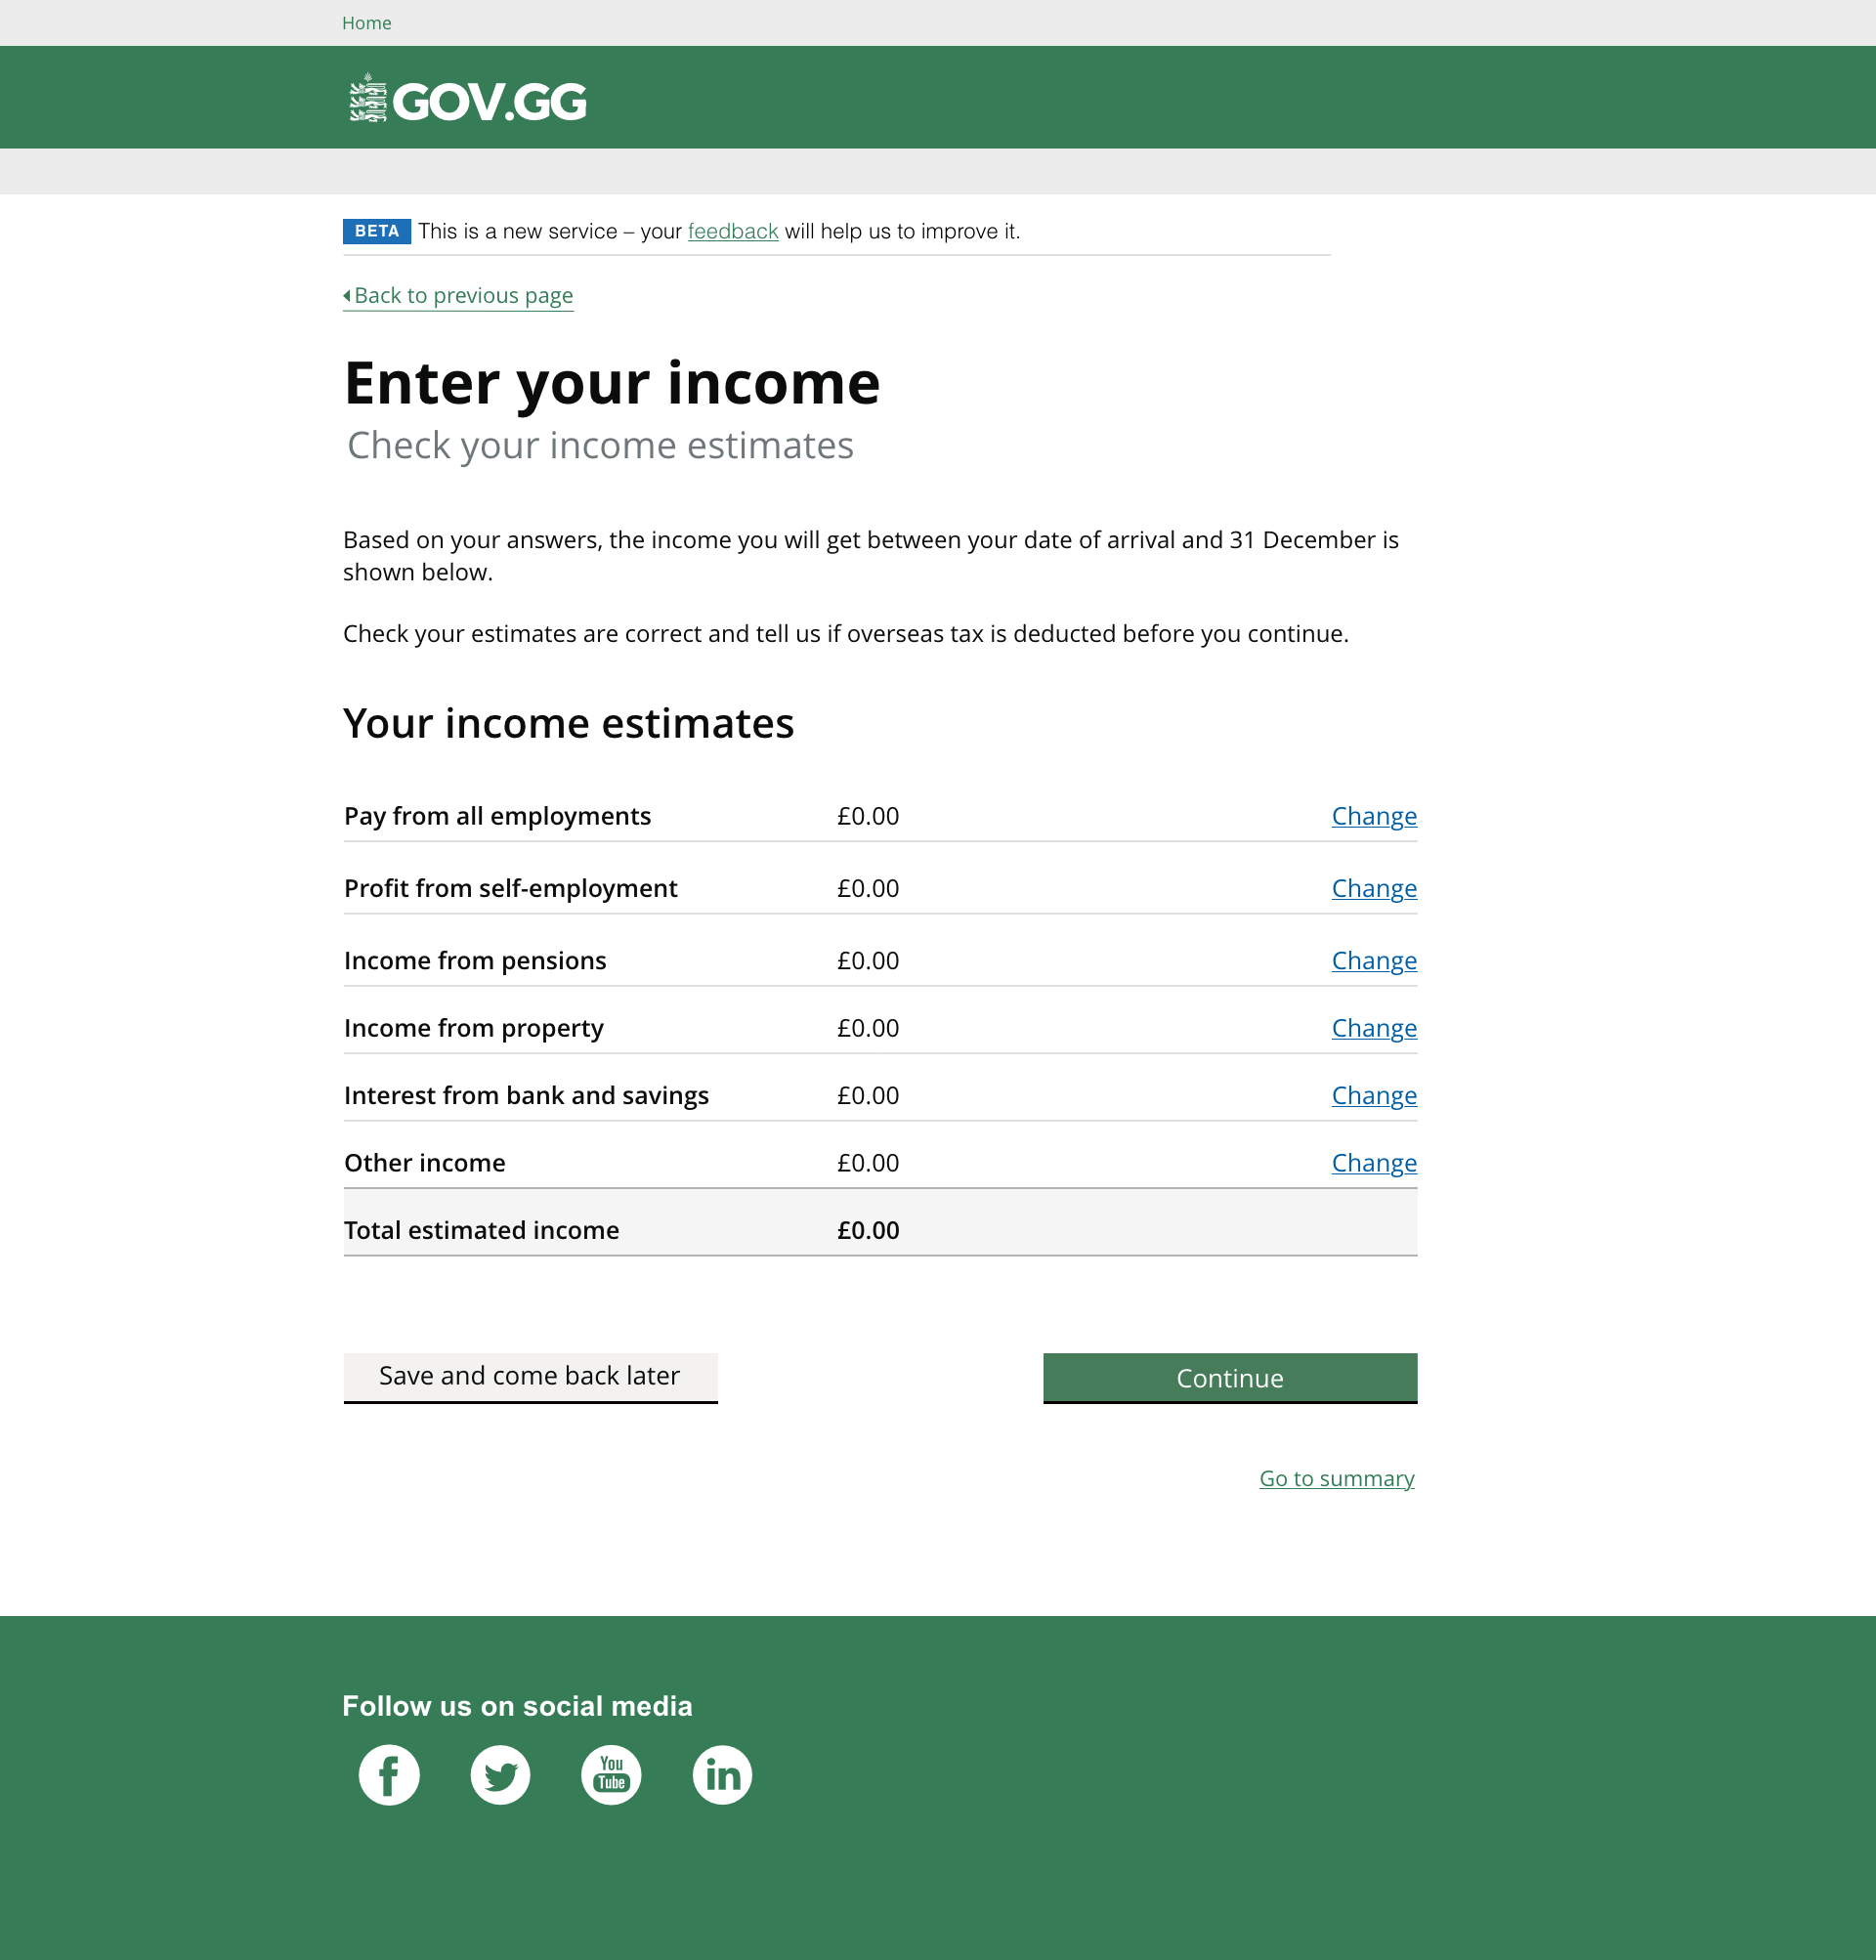 Home
GOV.GG
BETA This is a new service – your feedback will help us to improve it.
Back to previous page
Enter your income
Check your income estimates
Based on your answers, the income you will get between your date of arrival and 31 December is
shown below.
Check your estimates are correct and tell us if overseas tax is deducted before you continue.
Your income estimates
Pay from all employments £0.00 Change
Profit from self-employment £0.00 Change
Income from pensions £0.00 Change
Income from property £0.00 Change
Interest from bank and savings £0.00 Change
Other income £0.00 Change
Total estimated income £0.00
Save and come back later Continue
Go to summary
Follow us on social media
f You Tube in